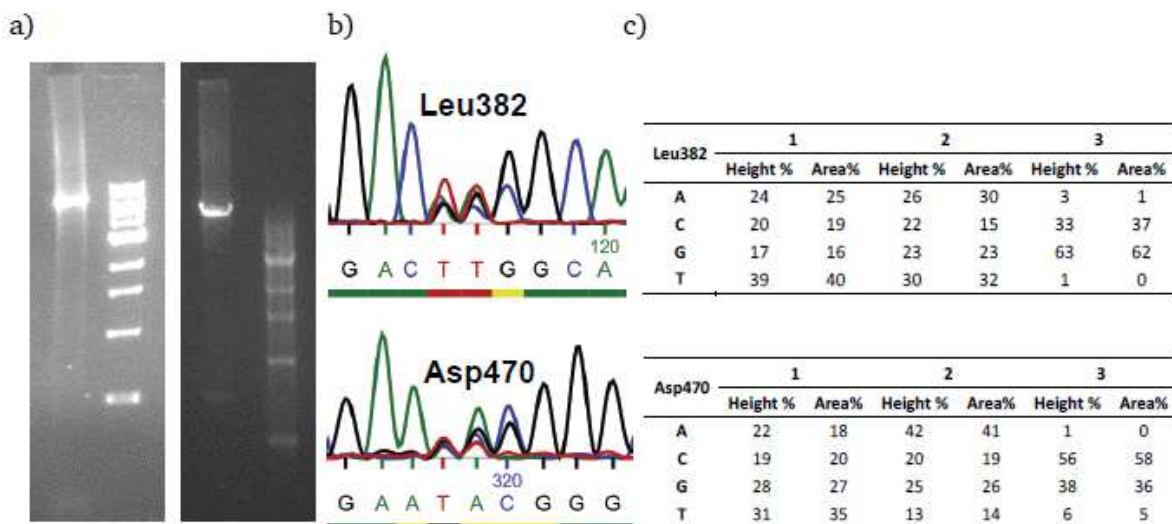 a) b) c)
Leu382
120
G A C T T G G C A
Asp470
320
G A A T A C G G G
Leu382 1 2 3
Height % Area% Height % Area% Height % Area%
A 24 25 26 30 3 1
C 20 19 22 15 33 37
G 17 16 23 23 63 62
T 39 40 30 32 1 0
Asp470 1 2 3
Height % Area% Height % Area% Height % Area%
A 22 18 42 41 1 0
C 19 20 20 19 56 58
G 28 27 25 26 38 36
T 31 35 13 14 6 5